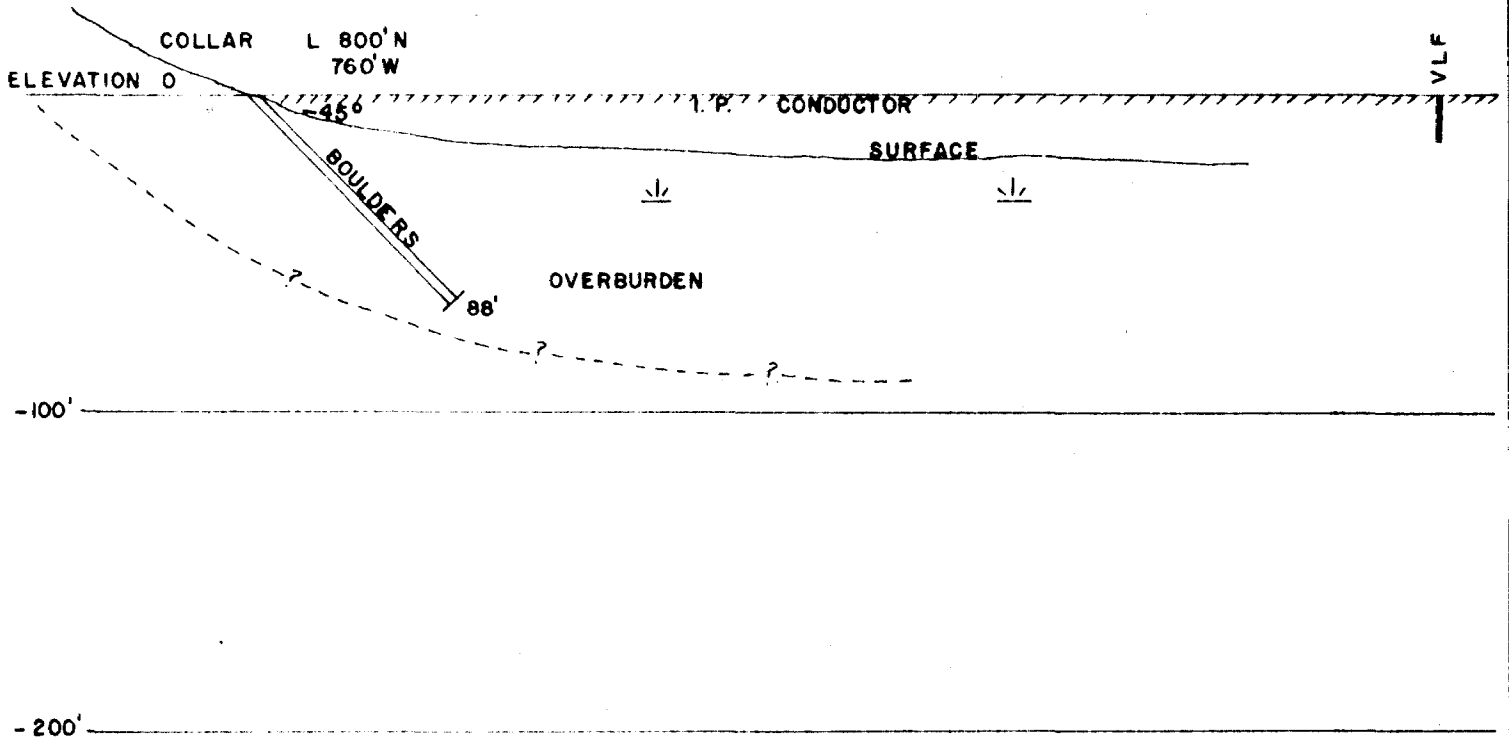 COLLAR L 800'N
760'W
ELEVATION 0
VLF
-45°
I.P. CONDUCTOR
SURFACE
BOULDERS
OVERBURDEN
?
88'
?
?
-100'
-200'